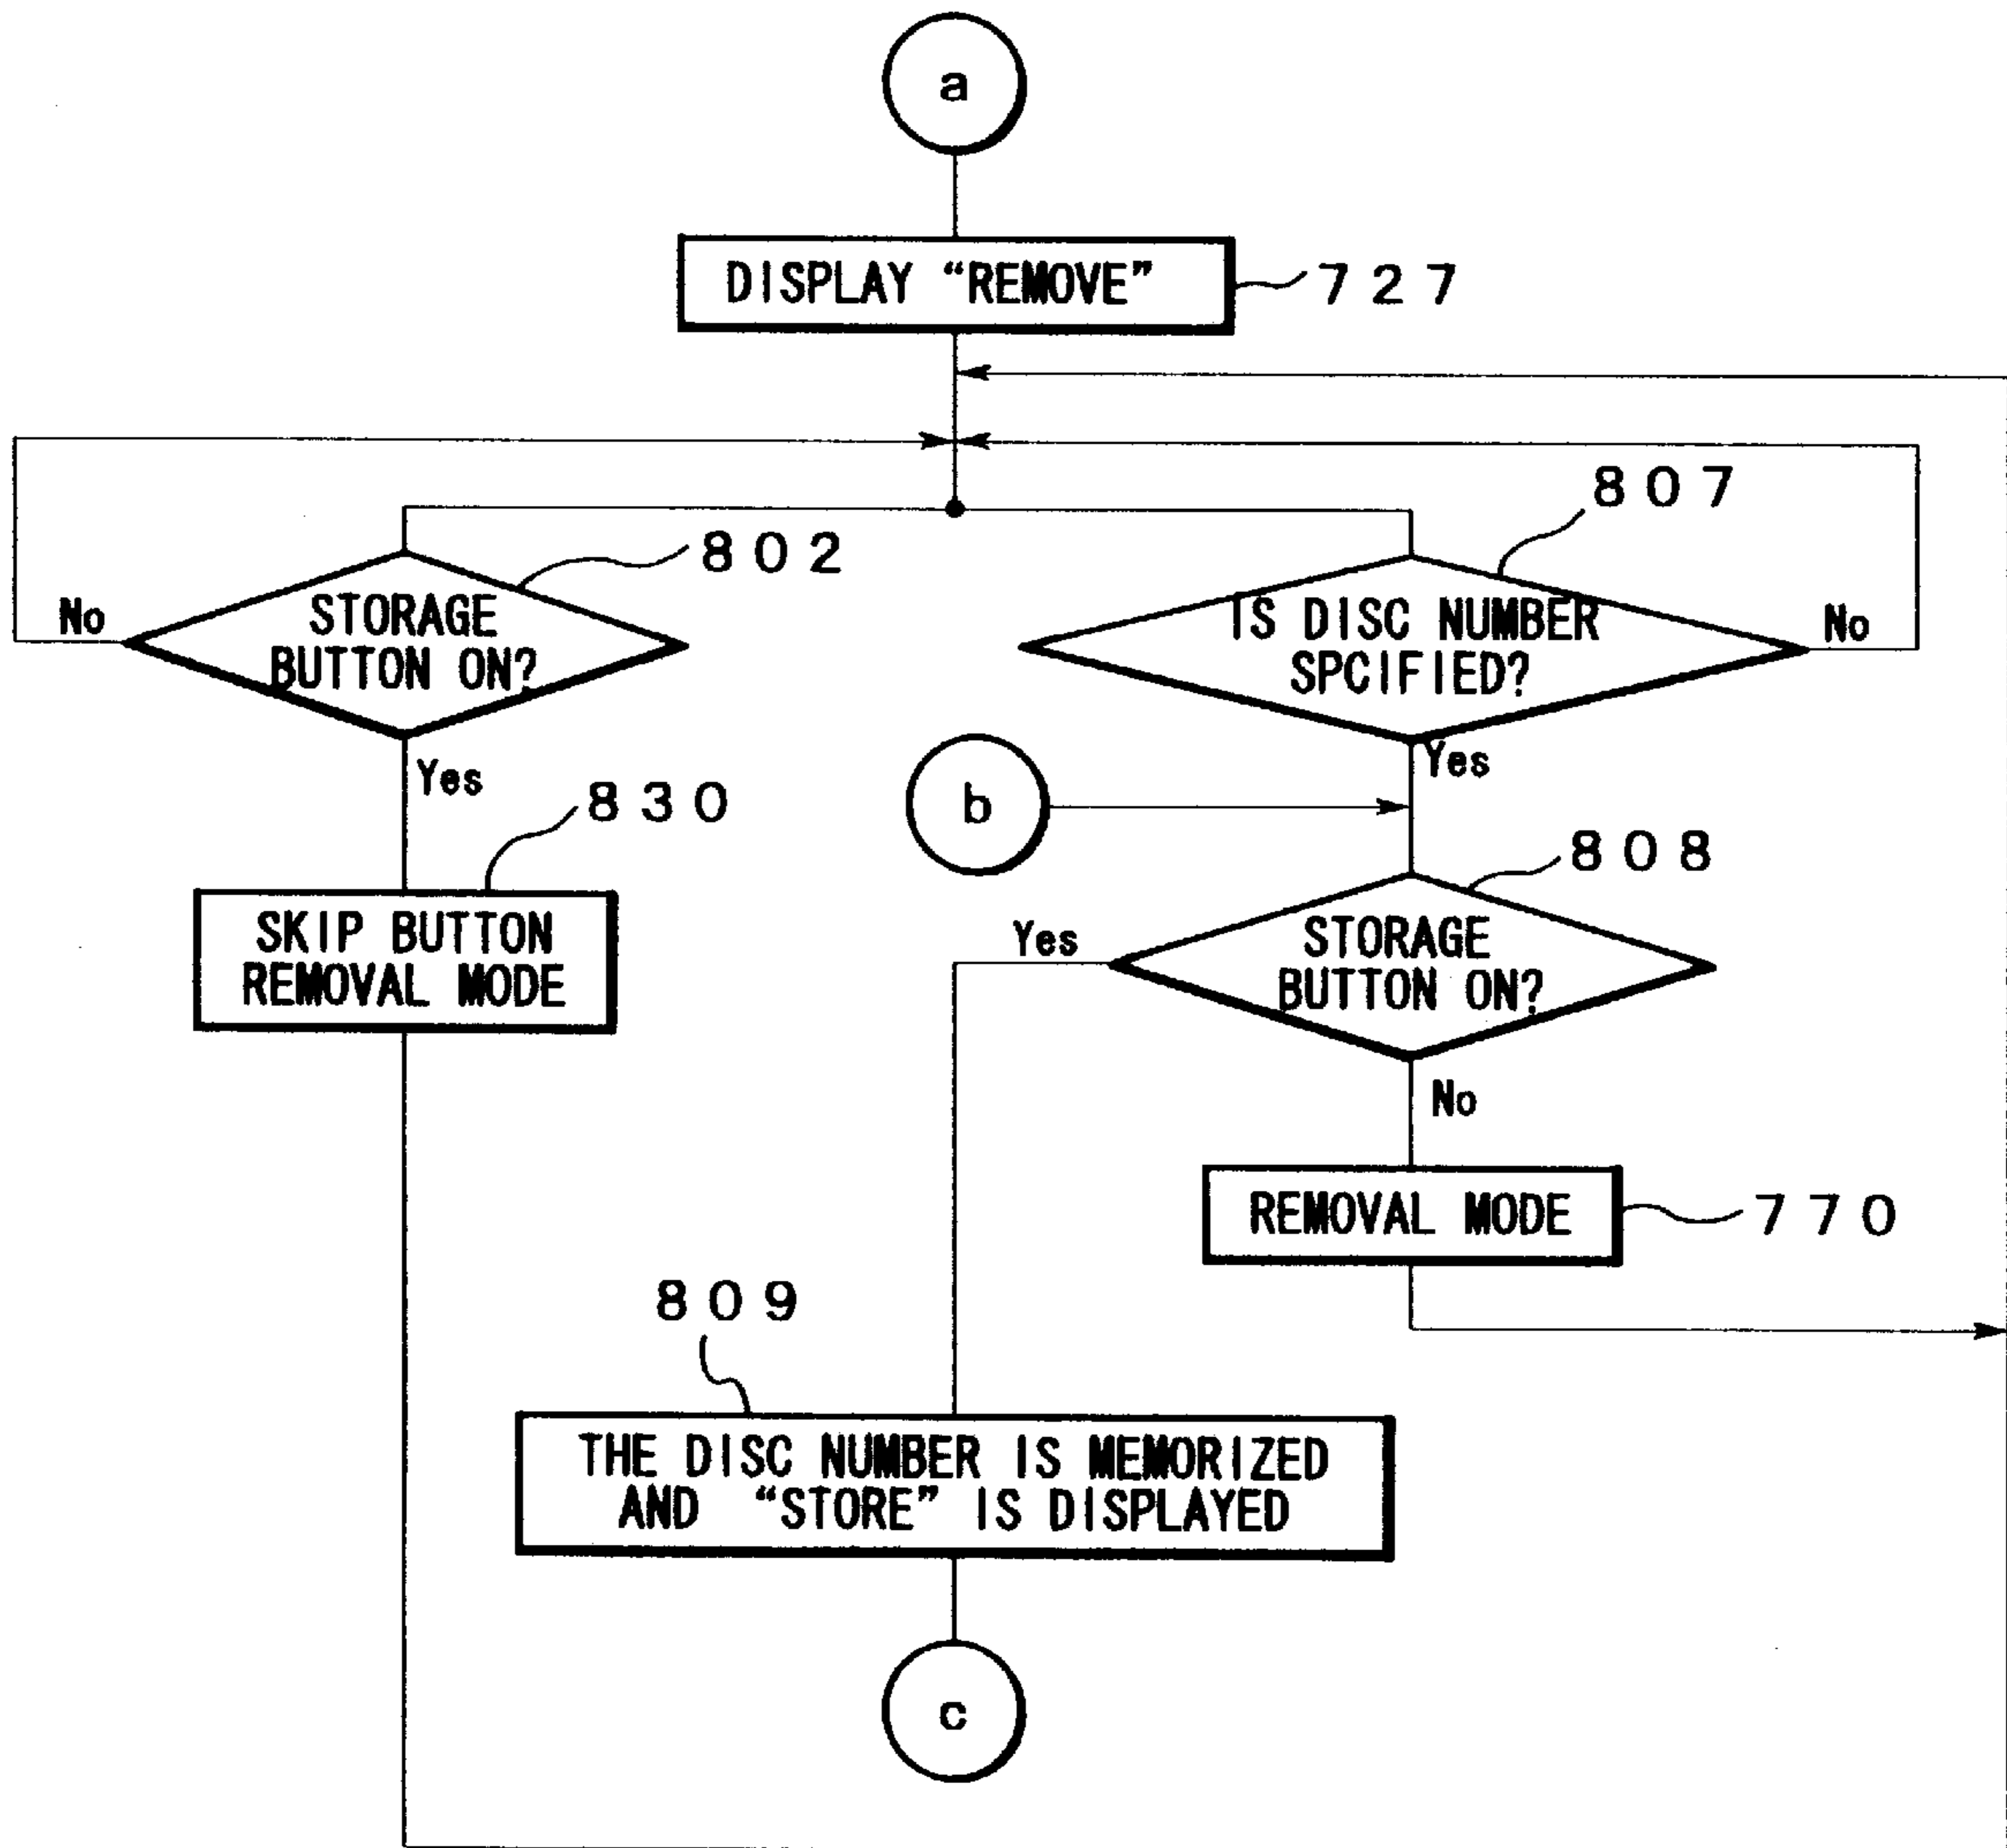 a
DISPLAY “REMOVE”
727
807
802
No
STORAGE
BUTTON ON?
IS DISC NUMBER
SPCIFIED?
No
Yes
Yes
830
b
808
SKIP BUTTON
REMOVAL MODE
Yes
STORAGE
BUTTON ON?
No
REMOVAL MODE
770
809
THE DISC NUMBER IS MEMORIZED
AND “STORE” IS DISPLAYED
c